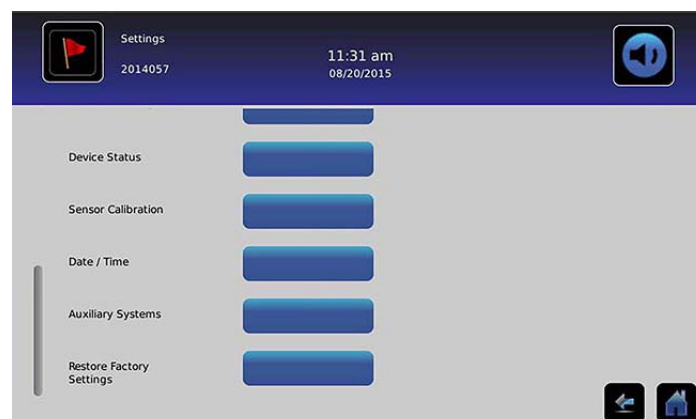 Settings
2014057
11:31 am
08/20/2015
Device Status
Sensor Calibration
Date / Time
Auxiliary Systems
Restore Factory
Settings